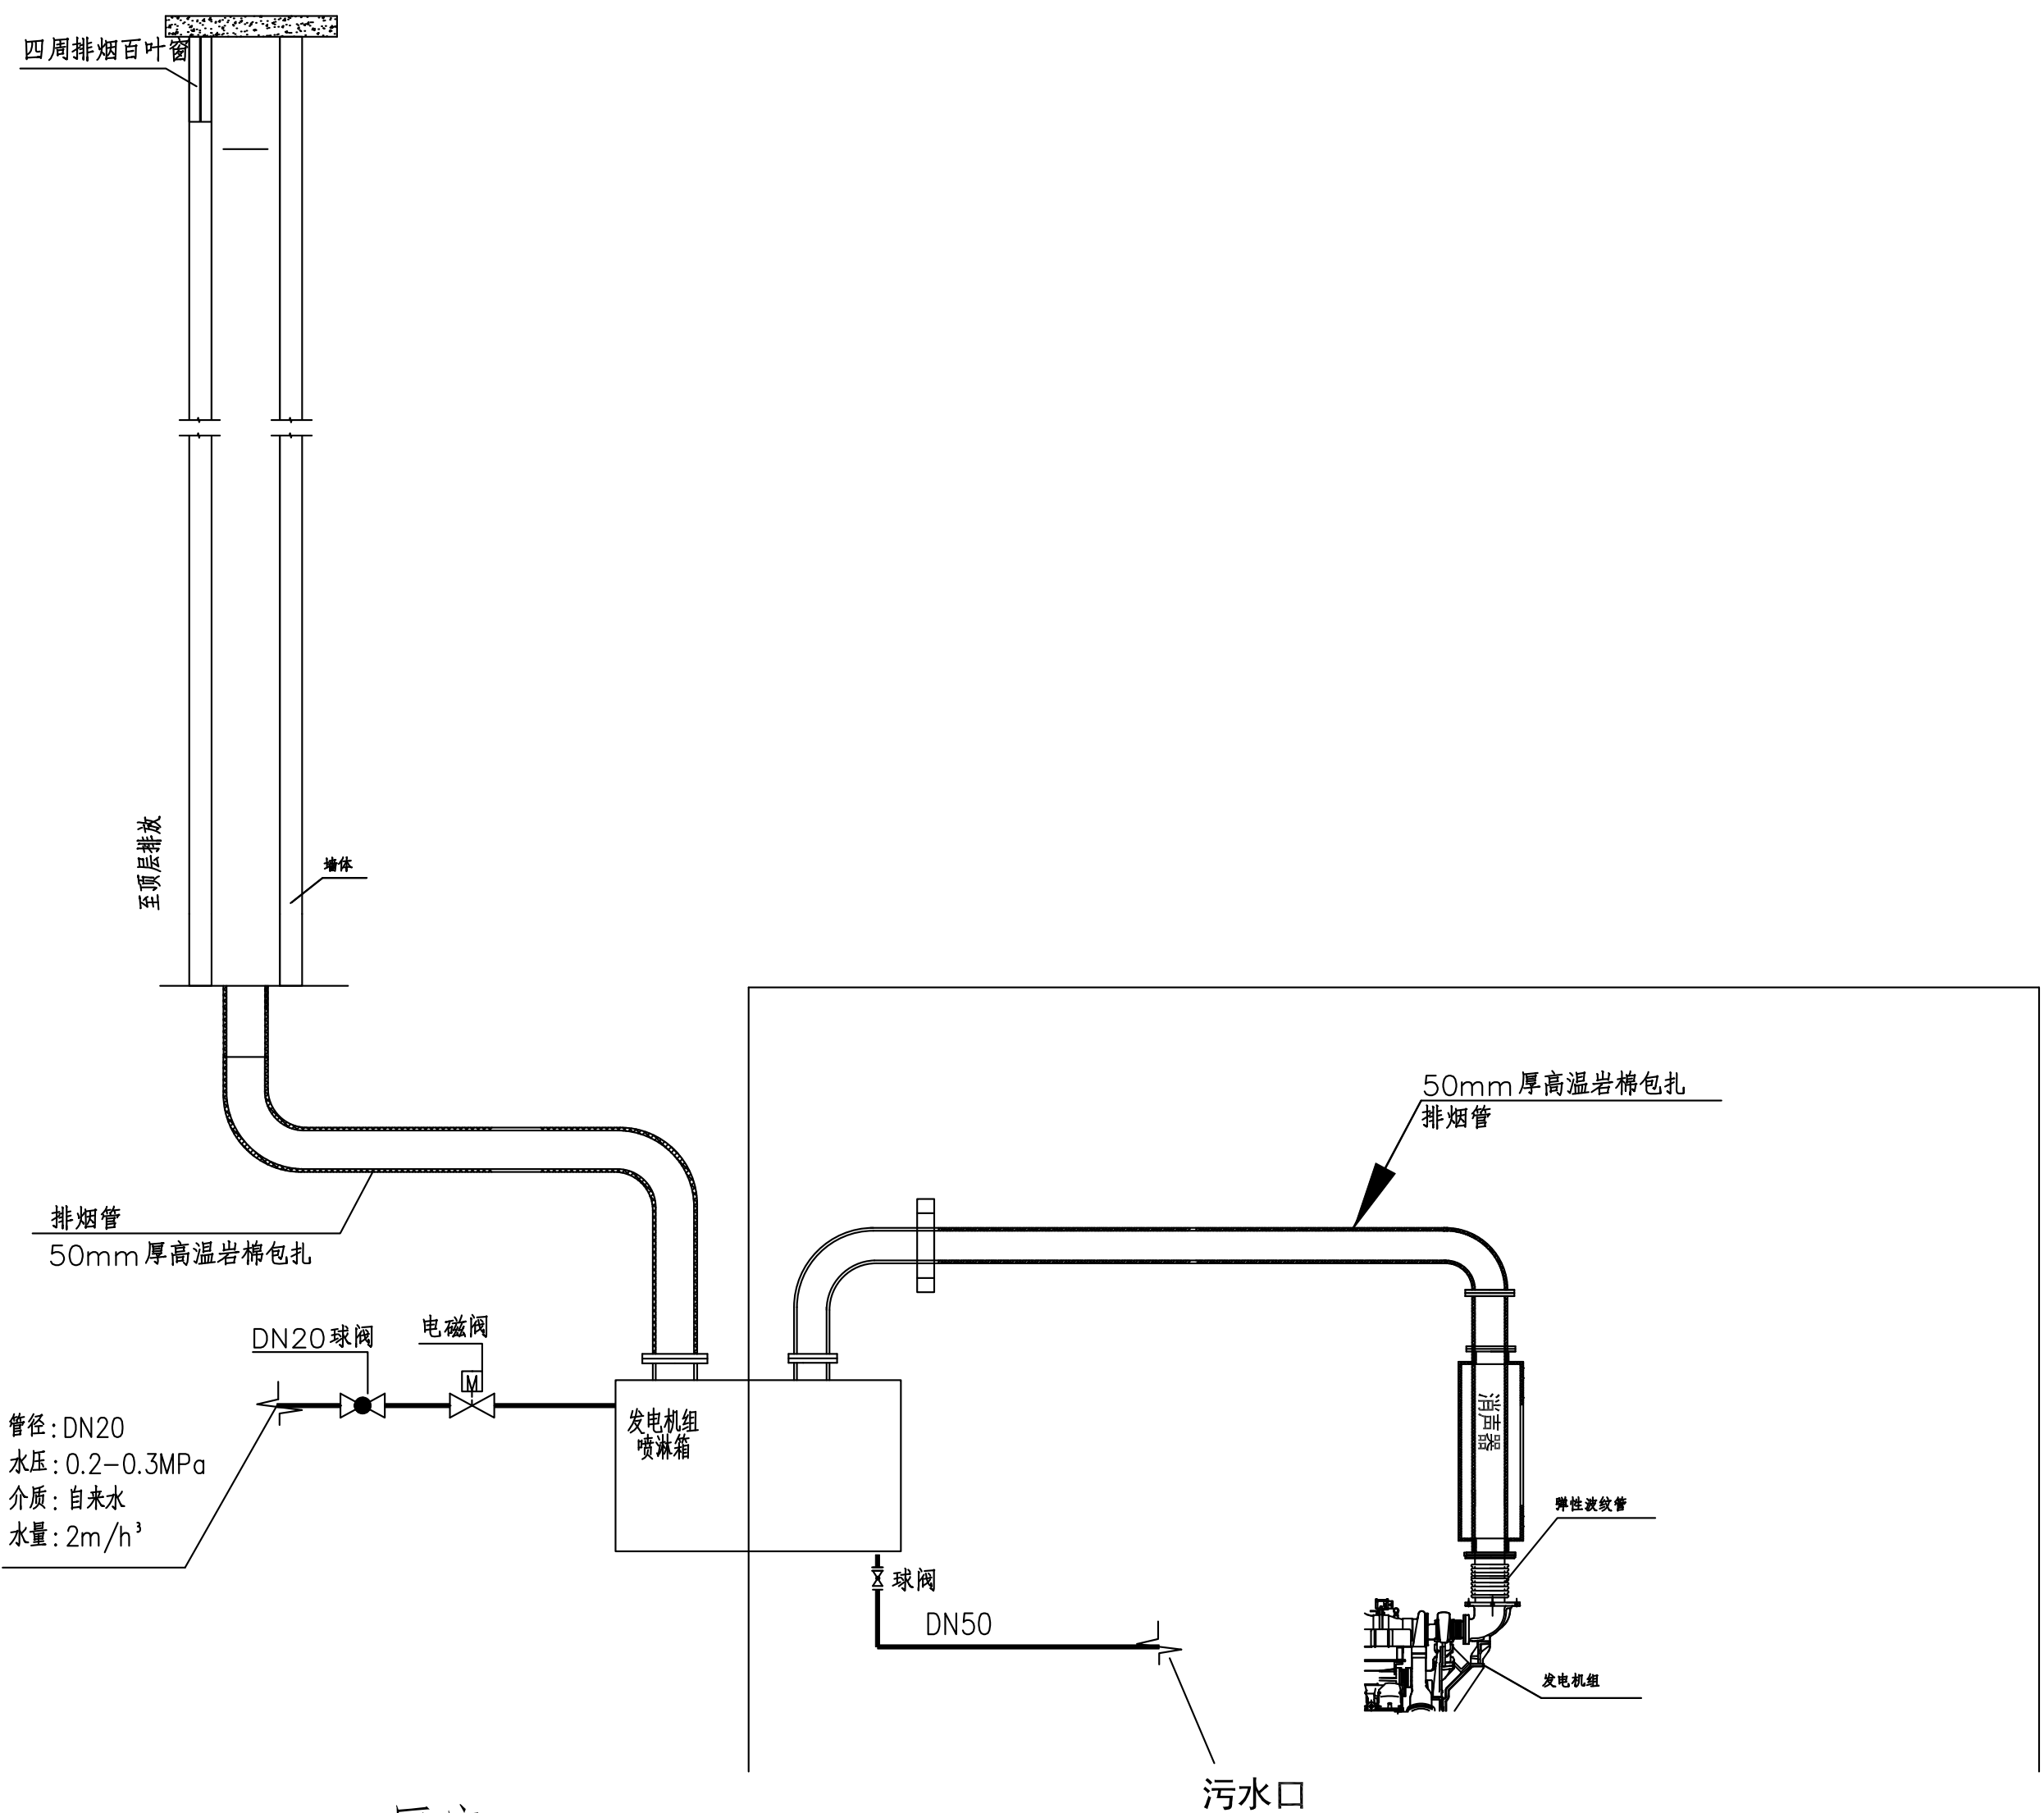 四周排烟百叶窗
至顶层排放
墙体
50mm厚高温岩棉包扎
排烟管
排烟管
50mm厚高温岩棉包扎
DN20球阀
电磁阀
M
管径：DN20
水压：0.2-0.3MPa
介质：自来水
水量：2m/h³
发电机组
喷淋箱
消声器
弹性波纹管
球阀
DN50
发电机组
污水口